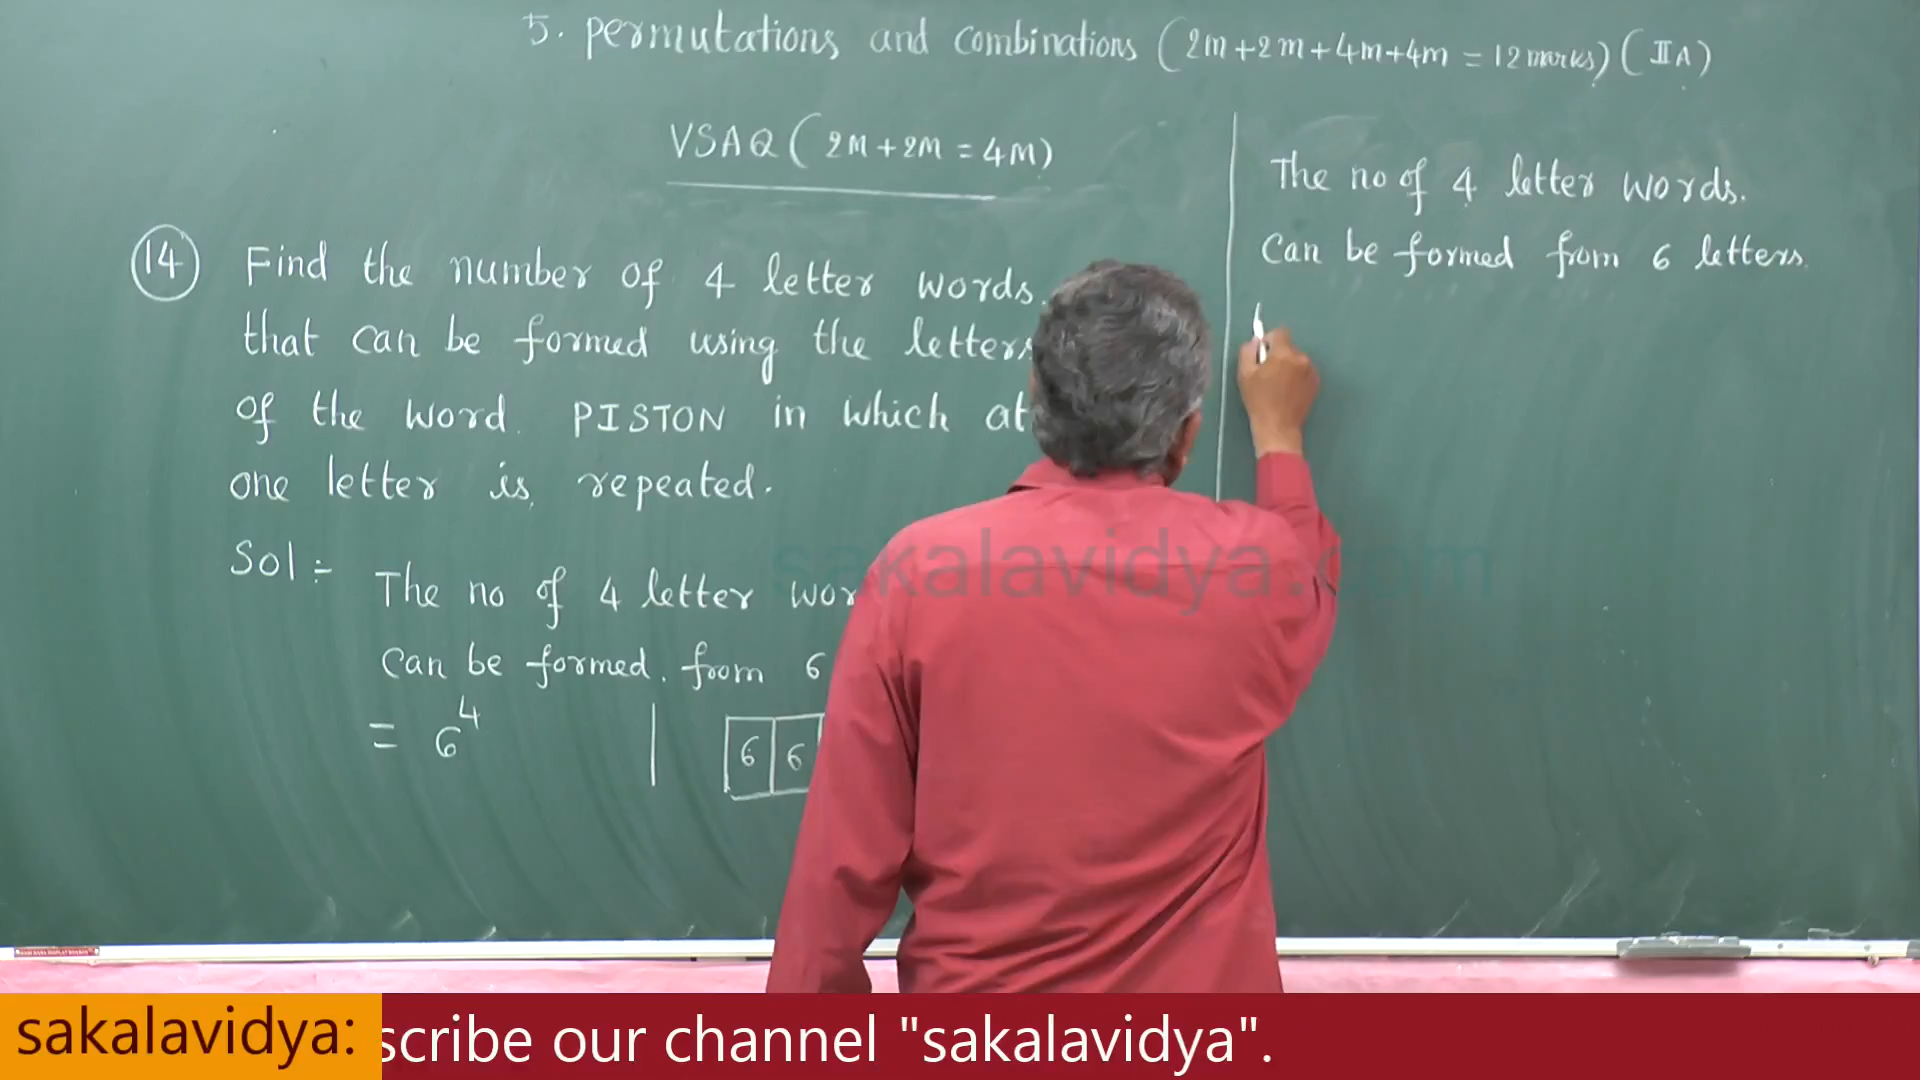 5. permutations and combinations (2m+2m+4m+4m = 12marks) (IIA)
VSAQ (2M+2M = 4M)
14 Find the number of 4 letter words.
that can be formed using the letters
of the word. PISTON in which at
one letter is repeated.
Sol :-
The no of 4 letter wor
can be formed. from 6
= 6^4
6 6
The no of 4 letter words.
Can be formed from 6 letters.
sakalavidya.com
sakalavidya: scribe our channel "sakalavidya".